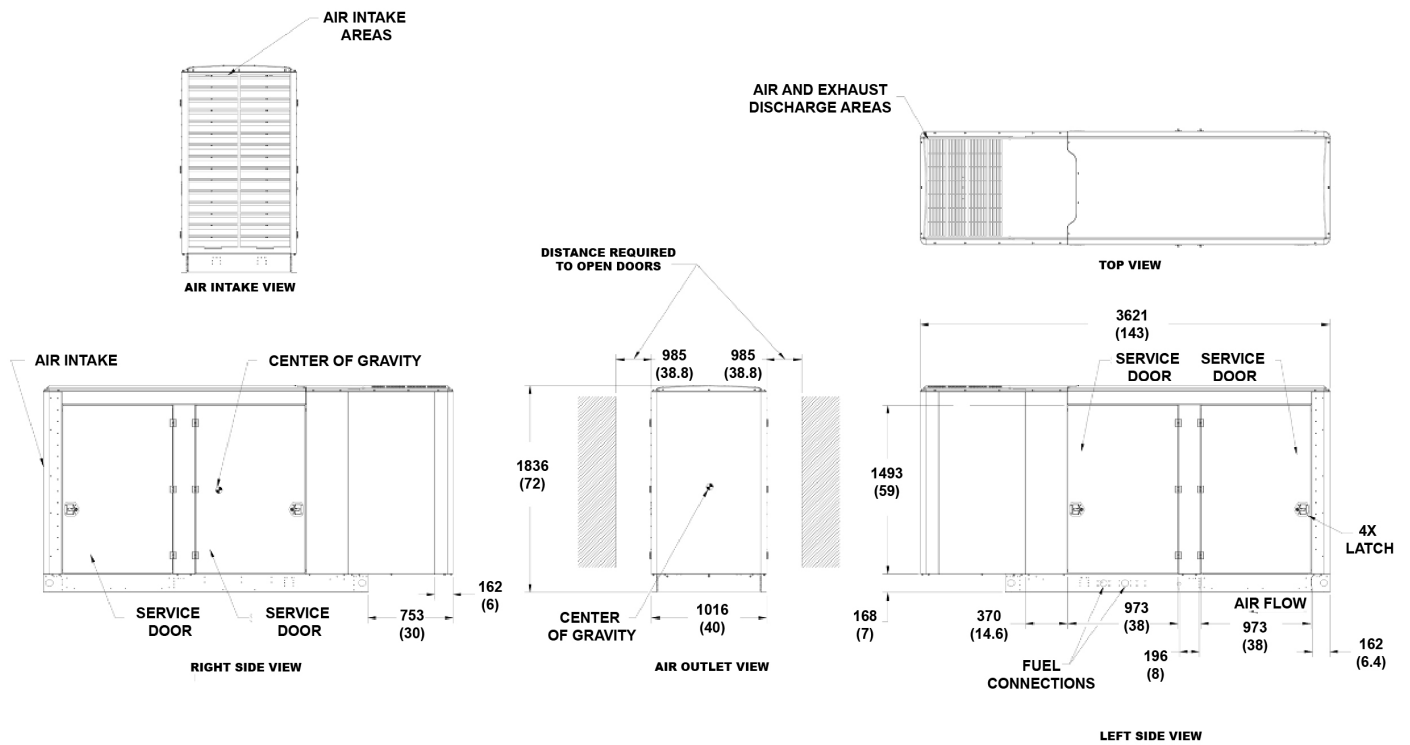 AIR INTAKE
AREAS
AIR INTAKE VIEW
AIR AND EXHAUST
DISCHARGE AREAS
TOP VIEW
DISTANCE REQUIRED
TO OPEN DOORS
AIR INTAKE
CENTER OF GRAVITY
SERVICE
DOOR
SERVICE
DOOR
753
(30)
162
(6)
RIGHT SIDE VIEW
985
(38.8)
985
(38.8)
1836
(72)
CENTER
OF GRAVITY
1016
(40)
AIR OUTLET VIEW
3621
(143)
SERVICE
DOOR
SERVICE
DOOR
1493
(59)
4X
LATCH
168
(7)
370
(14.6)
973
(38)
AIR FLOW
973
(38)
196
(8)
162
(6.4)
FUEL
CONNECTIONS
LEFT SIDE VIEW